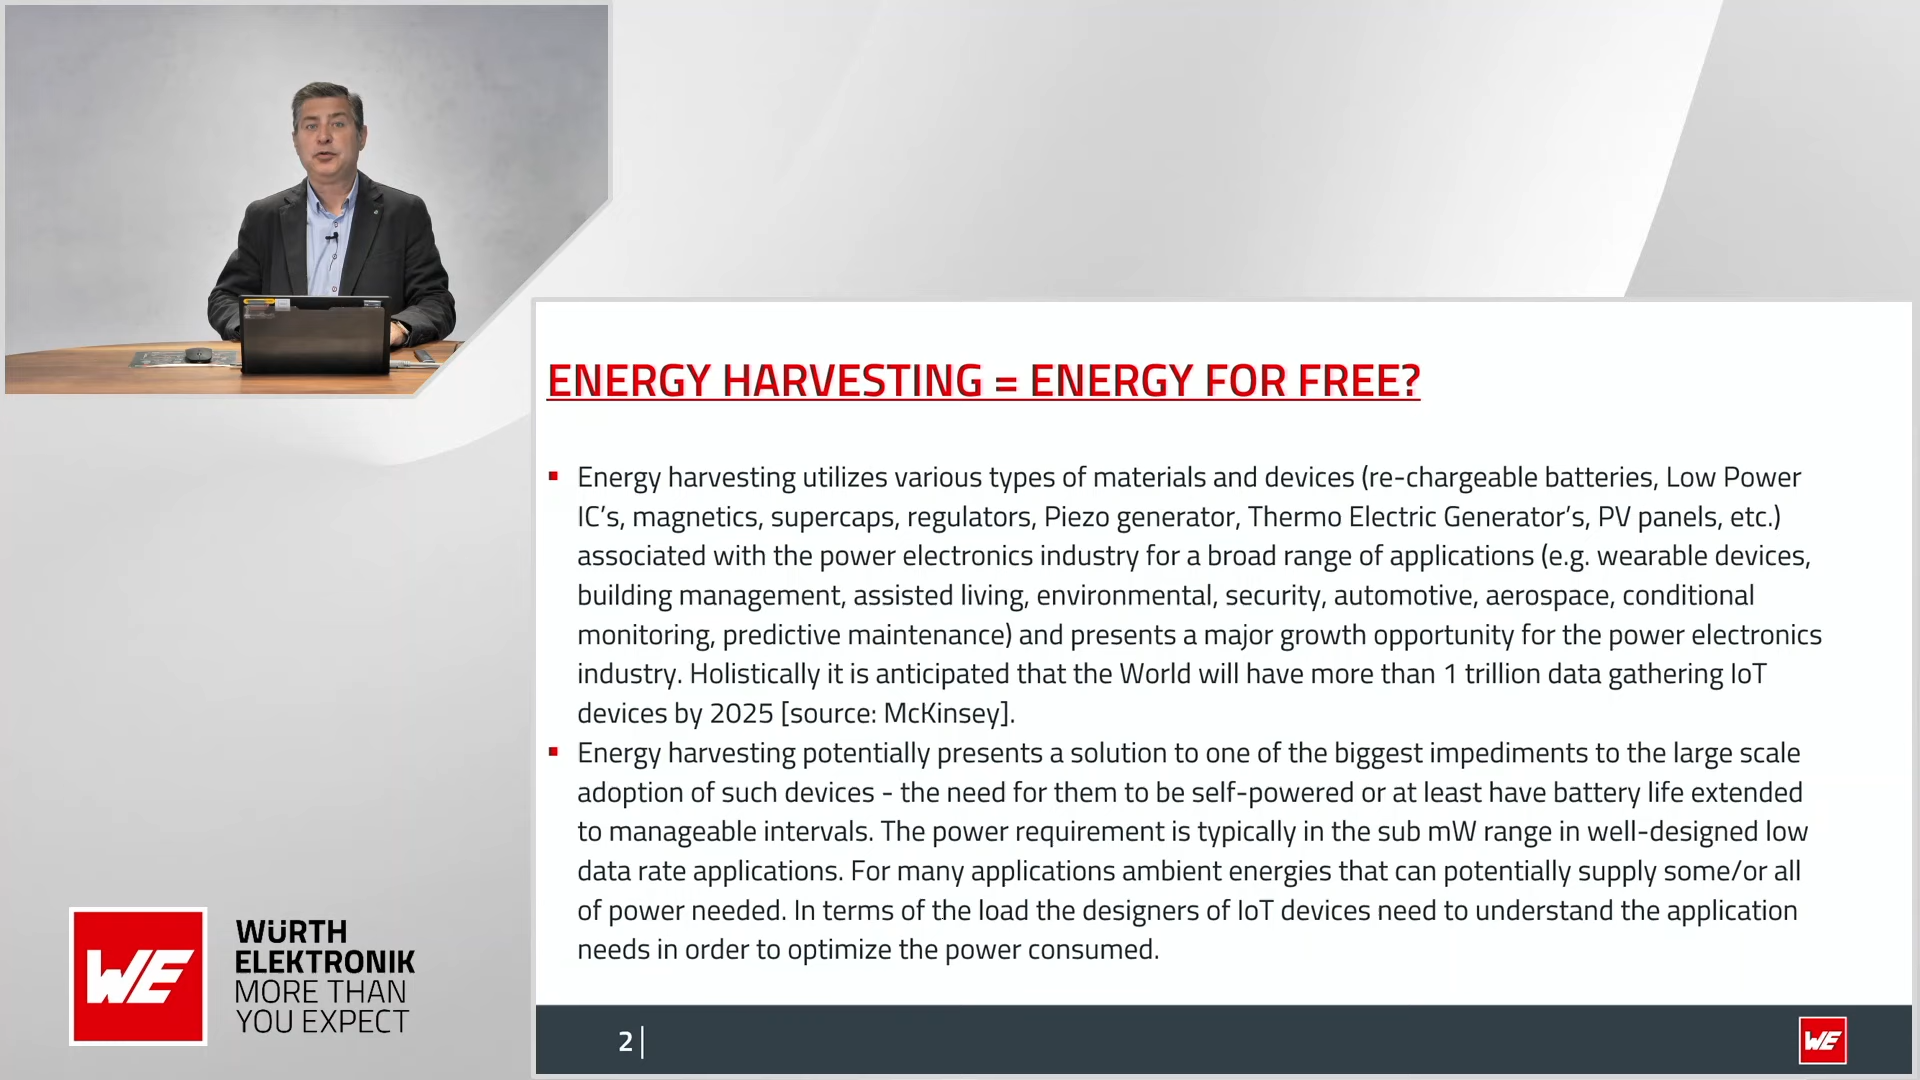 ENERGY HARVESTING = ENERGY FOR FREE?
▪ Energy harvesting utilizes various types of materials and devices (re-chargeable batteries, Low Power
IC’s, magnetics, supercaps, regulators, Piezo generator, Thermo Electric Generator’s, PV panels, etc.)
associated with the power electronics industry for a broad range of applications (e.g. wearable devices,
building management, assisted living, environmental, security, automotive, aerospace, conditional
monitoring, predictive maintenance) and presents a major growth opportunity for the power electronics
industry. Holistically it is anticipated that the World will have more than 1 trillion data gathering IoT
devices by 2025 [source: McKinsey].
▪ Energy harvesting potentially presents a solution to one of the biggest impediments to the large scale
adoption of such devices - the need for them to be self-powered or at least have battery life extended
to manageable intervals. The power requirement is typically in the sub mW range in well-designed low
data rate applications. For many applications ambient energies that can potentially supply some/or all
of power needed. In terms of the load the designers of IoT devices need to understand the application
needs in order to optimize the power consumed.
2 |
WE
WE
WÜRTH
ELEKTRONIK
MORE THAN
YOU EXPECT